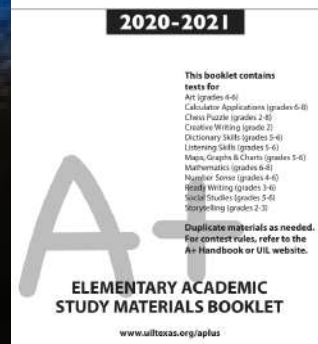 2020-2021
This booklet contains
tests for
Art (grades 4-6)
Calculator Applications (grades 6-8)
Chess Puzzle (grades 2-8)
Creative Writing (grade 2)
Dictionary Skills (grades 5-6)
Listening Skills (grades 5-6)
Maps, Graphs & Charts (grades 5-6)
Mathematics (grades 6-8)
Number Sense (grades 4-6)
Ready Writing (grades 3-6)
Social Studies (grades 5-6)
Storytelling (grades 2-3)
Duplicate materials as needed.
For contest rules, refer to the
A+ Handbook or UIL website.
A+
ELEMENTARY ACADEMIC
STUDY MATERIALS BOOKLET
www.uiltexas.org/aplus